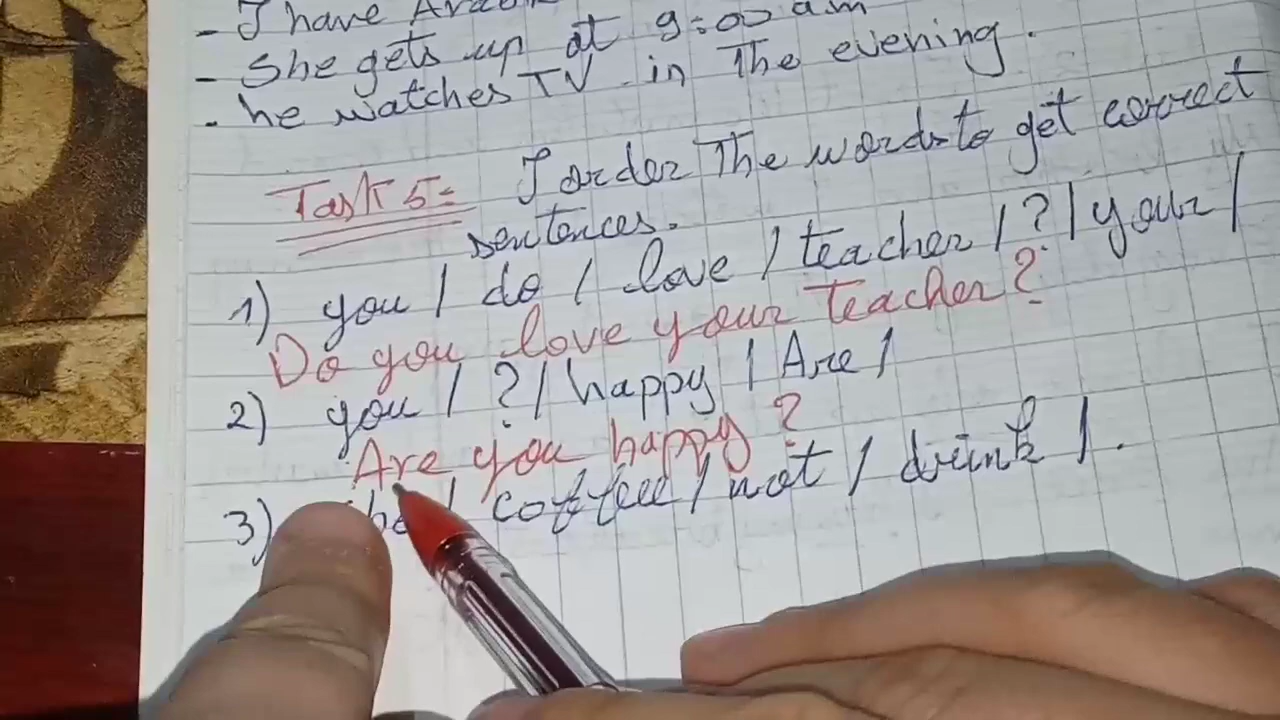 - I have
- She gets up at 9:00 am
- he watches TV in The evening.
Task 5: I order The words to get correct
sentences.
1) you / do / love / teacher / ? / your /
Do you love your teacher?
2) you / ? / happy / Are /
Are you happy?
3) / coffee / not / drink / .